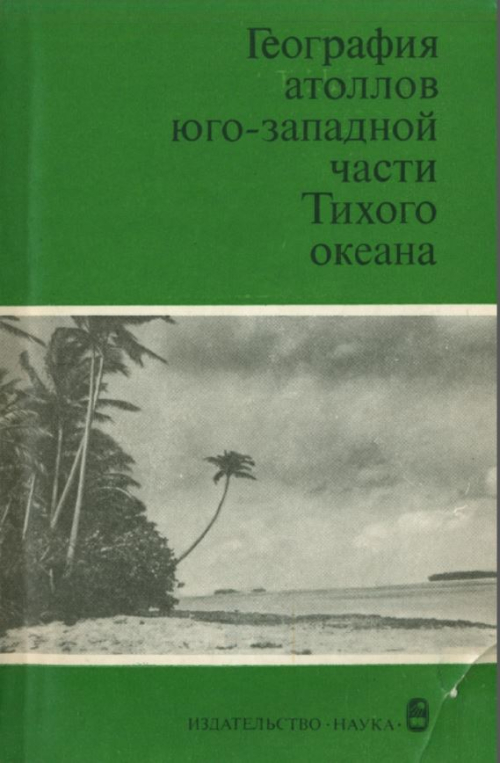 География
атоллов
юго-западной
части
Тихого
океана
ИЗДАТЕЛЬСТВО · НАУКА ·